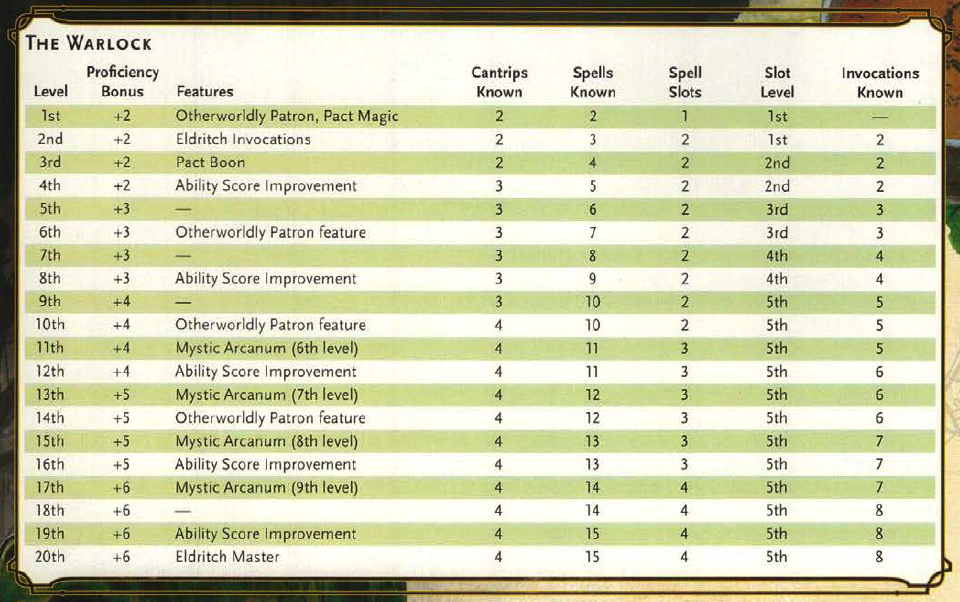 THE WARLOCK
Proficiency Cantrips Spells Spell Slot Invocations
Level Bonus Features Known Known Slots Level Known
1st +2 Otherworldly Patron, Pact Magic 2 2 1 1st —
2nd +2 Eldritch Invocations 2 3 2 1st 2
3rd +2 Pact Boon 2 4 2 2nd 2
4th +2 Ability Score Improvement 3 5 2 2nd 2
5th +3 — 3 6 2 3rd 3
6th +3 Otherworldly Patron feature 3 7 2 3rd 3
7th +3 — 3 8 2 4th 4
8th +3 Ability Score Improvement 3 9 2 4th 4
9th +4 — 3 10 2 5th 5
10th +4 Otherworldly Patron feature 4 10 2 5th 5
11th +4 Mystic Arcanum (6th level) 4 11 3 5th 5
12th +4 Ability Score Improvement 4 11 3 5th 6
13th +5 Mystic Arcanum (7th level) 4 12 3 5th 6
14th +5 Otherworldly Patron feature 4 12 3 5th 6
15th +5 Mystic Arcanum (8th level) 4 13 3 5th 7
16th +5 Ability Score Improvement 4 13 3 5th 7
17th +6 Mystic Arcanum (9th level) 4 14 4 5th 7
18th +6 — 4 14 4 5th 8
19th +6 Ability Score Improvement 4 15 4 5th 8
20th +6 Eldritch Master 4 15 4 5th 8